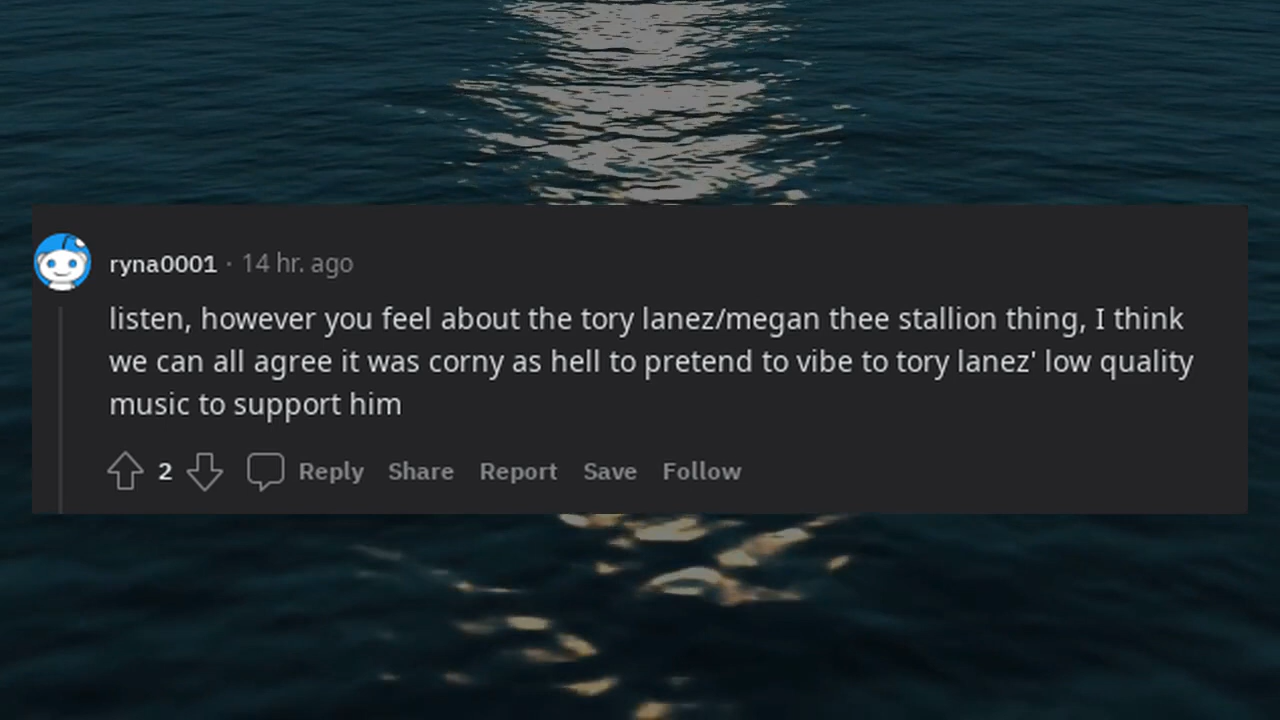 ryna0001 · 14 hr. ago
listen, however you feel about the tory lanez/megan thee stallion thing, I think
we can all agree it was corny as hell to pretend to vibe to tory lanez' low quality
music to support him
2 Reply Share Report Save Follow